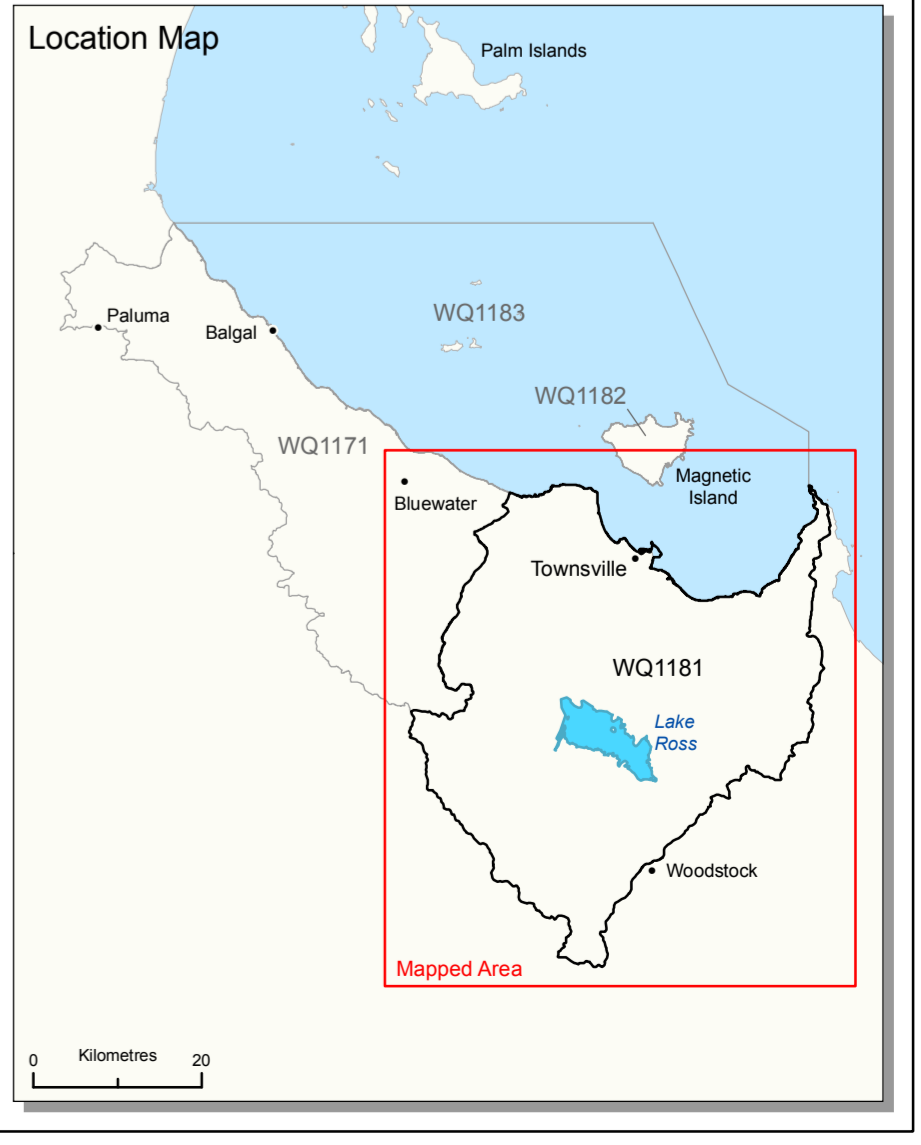 Location Map
Palm Islands
WQ1183
Paluma
Balgal
WQ1182
WQ1171
Magnetic
Island
Bluewater
Townsville
WQ1181
Lake
Ross
Woodstock
Mapped Area
0 Kilometres 20